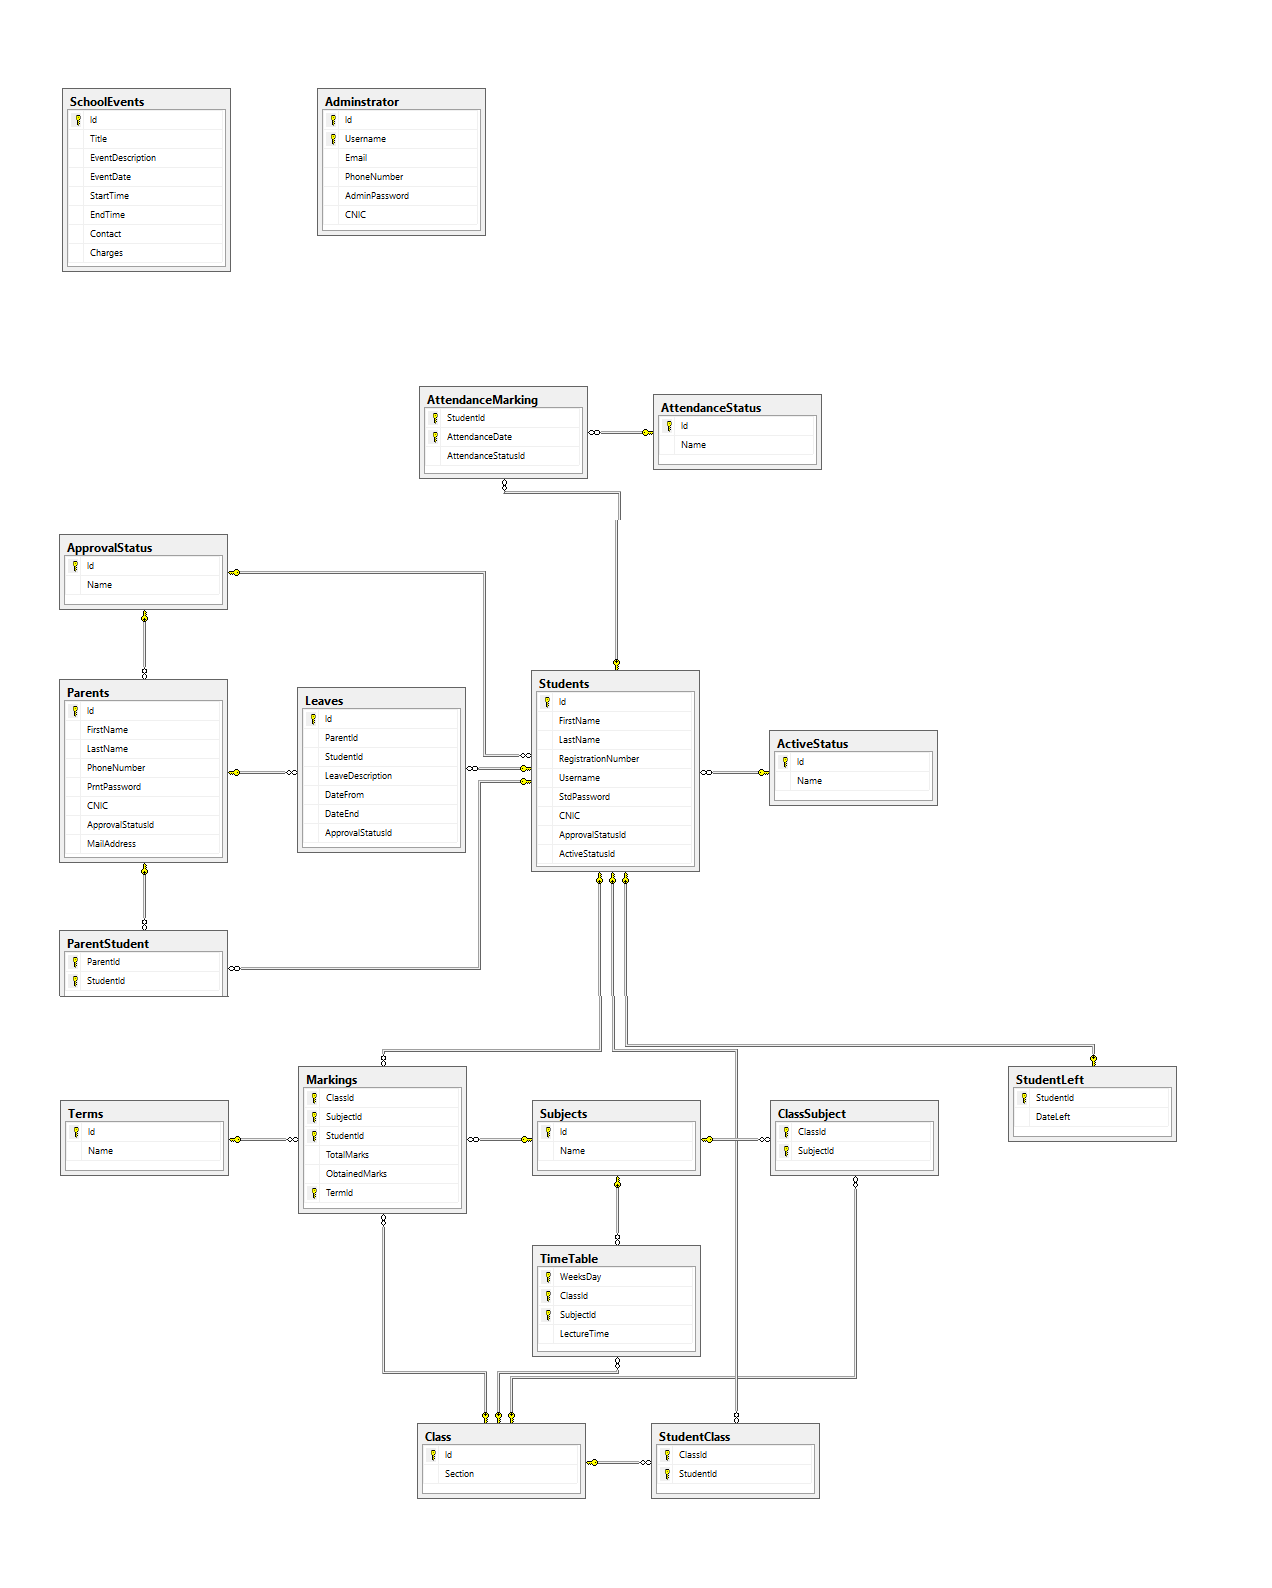 SchoolEvents
Id
Title
EventDescription
EventDate
StartTime
EndTime
Contact
Charges
Adminstrator
Id
Username
Email
PhoneNumber
AdminPassword
CNIC
AttendanceMarking
StudentId
AttendanceDate
AttendanceStatusId
AttendanceStatus
Id
Name
ApprovalStatus
Id
Name
Parents
Id
FirstName
LastName
PhoneNumber
PrntPassword
CNIC
ApprovalStatusId
MailAddress
Leaves
Id
ParentId
StudentId
LeaveDescription
DateFrom
DateEnd
ApprovalStatusId
Students
Id
FirstName
LastName
RegistrationNumber
Username
StdPassword
CNIC
ApprovalStatusId
ActiveStatusId
ActiveStatus
Id
Name
ParentStudent
ParentId
StudentId
Terms
Id
Name
Markings
ClassId
SubjectId
StudentId
TotalMarks
ObtainedMarks
TermId
Subjects
Id
Name
ClassSubject
ClassId
SubjectId
StudentLeft
StudentId
DateLeft
TimeTable
WeeksDay
ClassId
SubjectId
LectureTime
Class
Id
Section
StudentClass
ClassId
StudentId